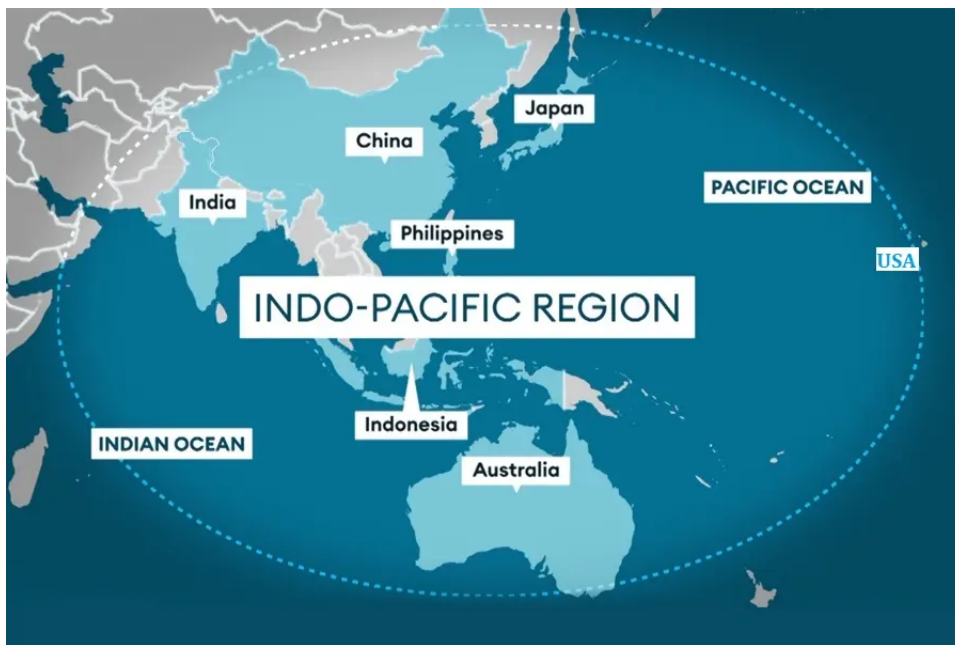 Japan
China
PACIFIC OCEAN
India
Philippines
USA
INDO-PACIFIC REGION
Indonesia
INDIAN OCEAN
Australia